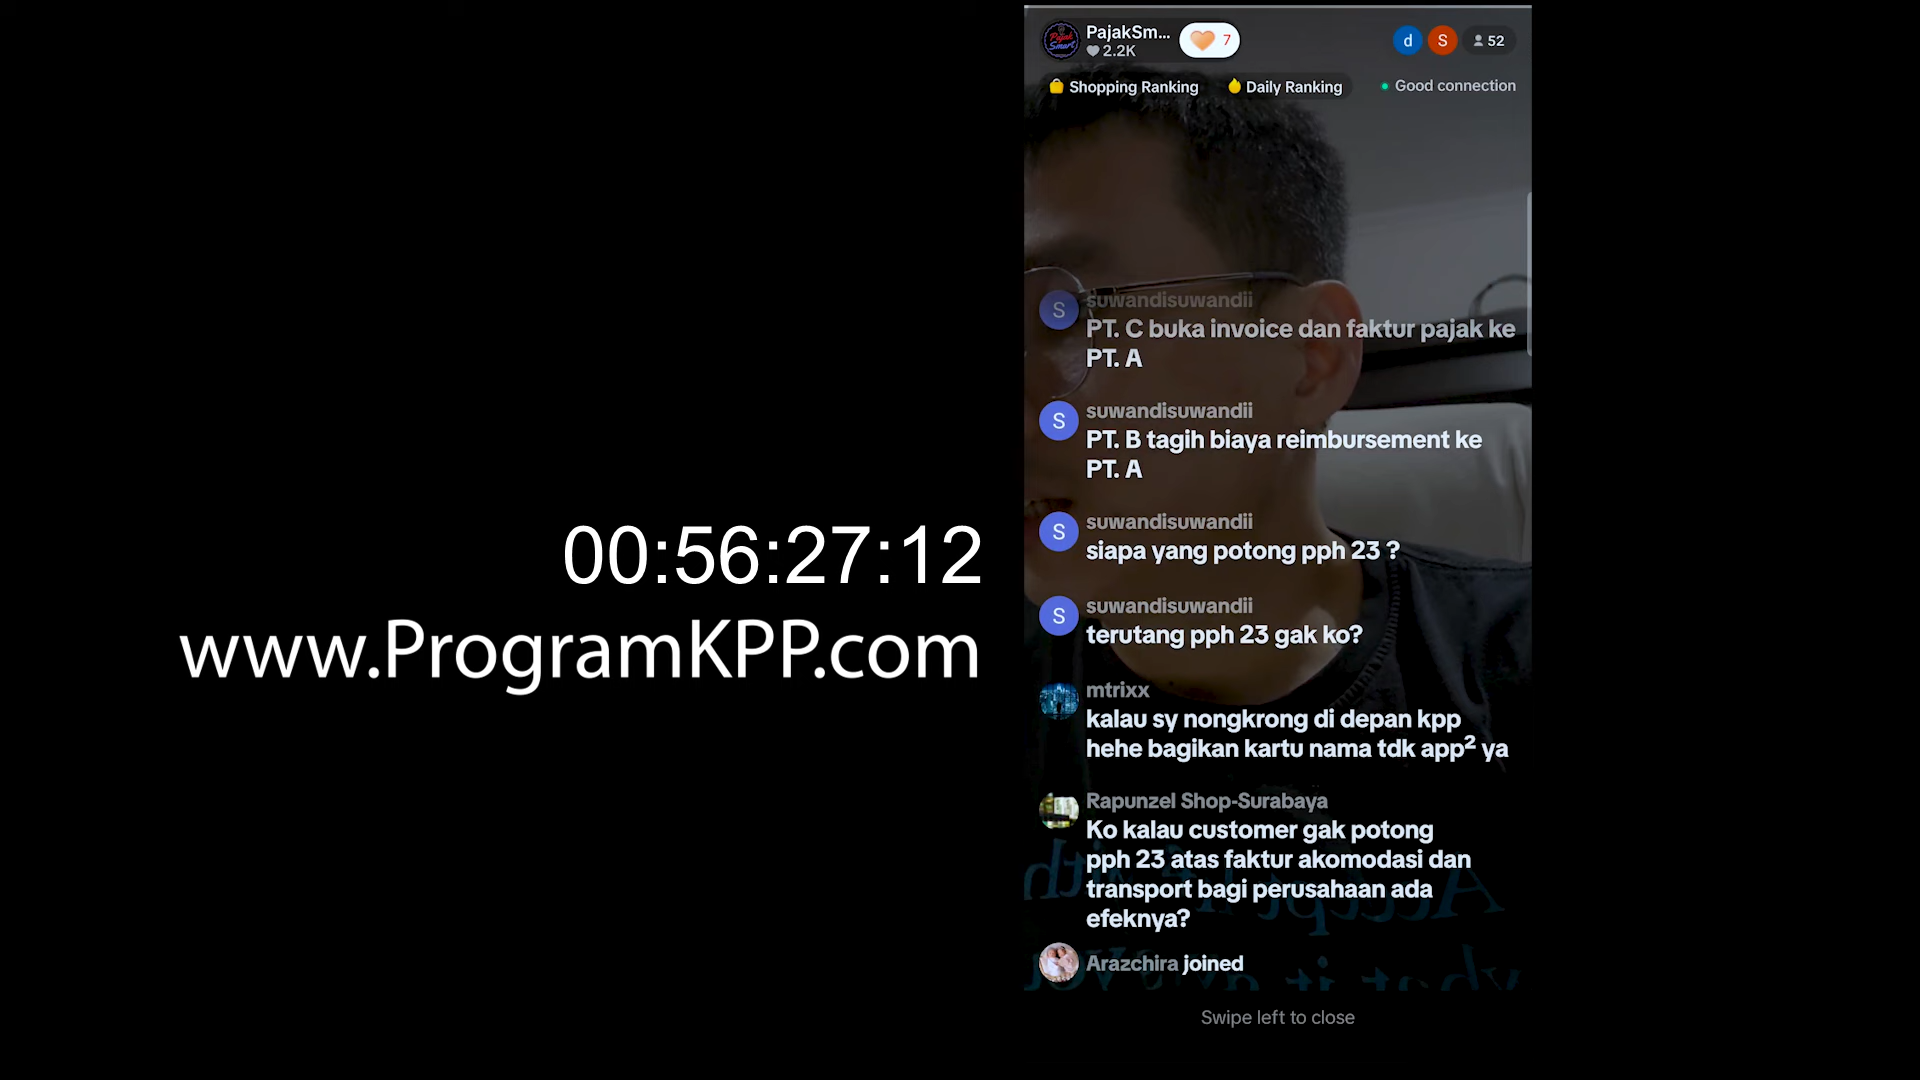 PajakSm...
2.2K
7
d
S
52
Shopping Ranking
Daily Ranking
Good connection
suwandisuwandii
S
PT. C buka invoice dan faktur pajak ke
PT. A
suwandisuwandii
S
PT. B tagih biaya reimbursement ke
PT. A
suwandisuwandii
S
siapa yang potong pph 23 ?
suwandisuwandii
S
terutang pph 23 gak ko?
mtrixx
kalau sy nongkrong di depan kpp
hehe bagikan kartu nama tdk app² ya
Rapunzel Shop-Surabaya
Ko kalau customer gak potong
pph 23 atas faktur akomodasi dan
transport bagi perusahaan ada
efeknya?
Arazchira joined
Swipe left to close
00:56:27:12
www.ProgramKPP.com